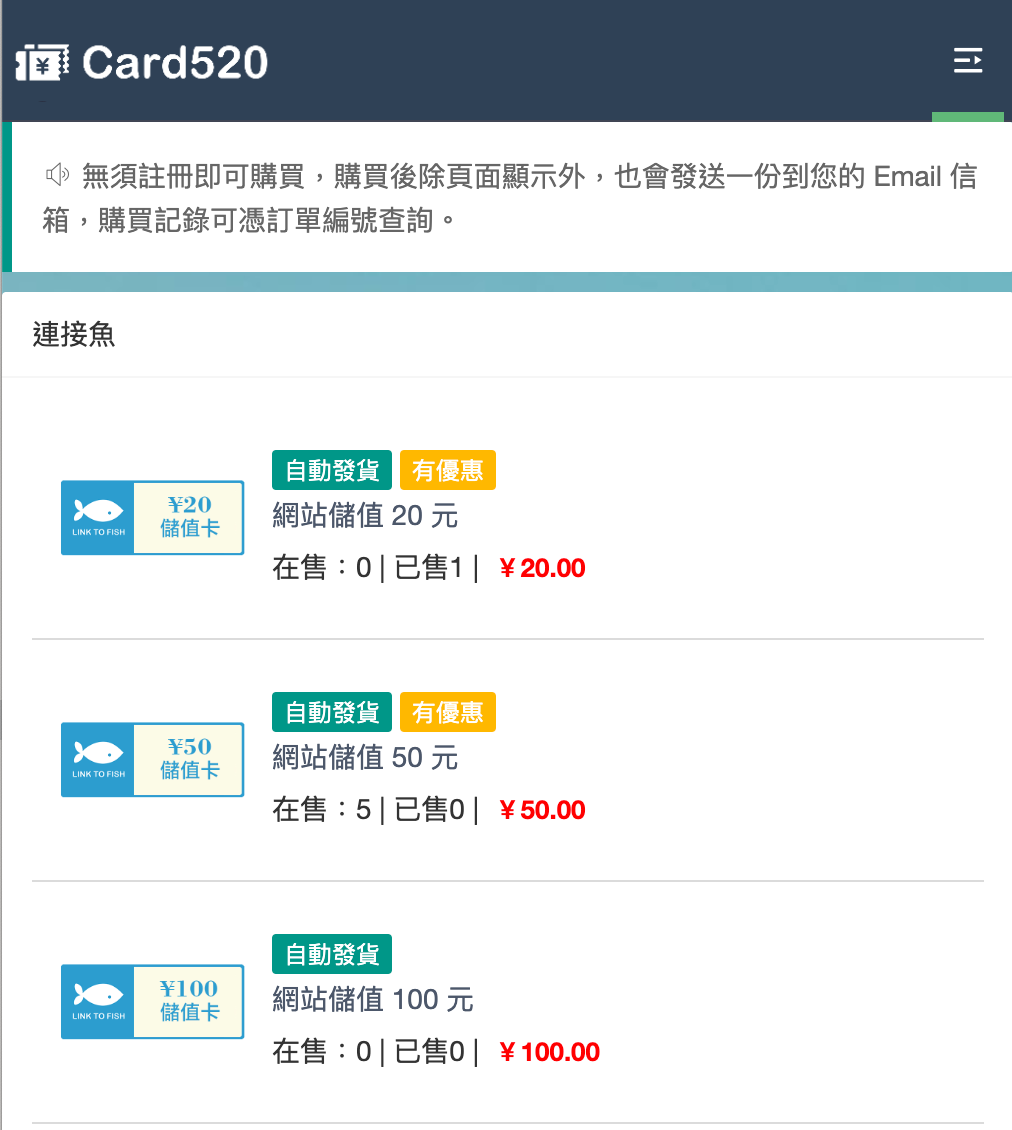 Card520
無須註冊即可購買，購買後除頁面顯示外，也會發送一份到您的 Email 信
箱，購買記錄可憑訂單編號查詢。
連接魚
自動發貨 有優惠
LINK TO FISH
¥20
儲值卡
網站儲值 20 元
在售：0 | 已售1 | ¥ 20.00
自動發貨 有優惠
LINK TO FISH
¥50
儲值卡
網站儲值 50 元
在售：5 | 已售0 | ¥ 50.00
自動發貨
LINK TO FISH
¥100
儲值卡
網站儲值 100 元
在售：0 | 已售0 | ¥ 100.00